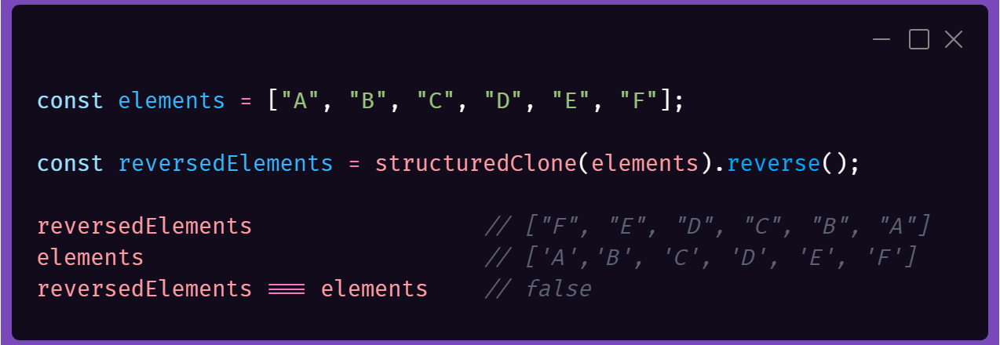 const elements = ["A", "B", "C", "D", "E", "F"];
const reversedElements = structuredClone(elements).reverse();
reversedElements // ["F", "E", "D", "C", "B", "A"]
elements // ['A','B', 'C', 'D', 'E', 'F']
reversedElements === elements // false